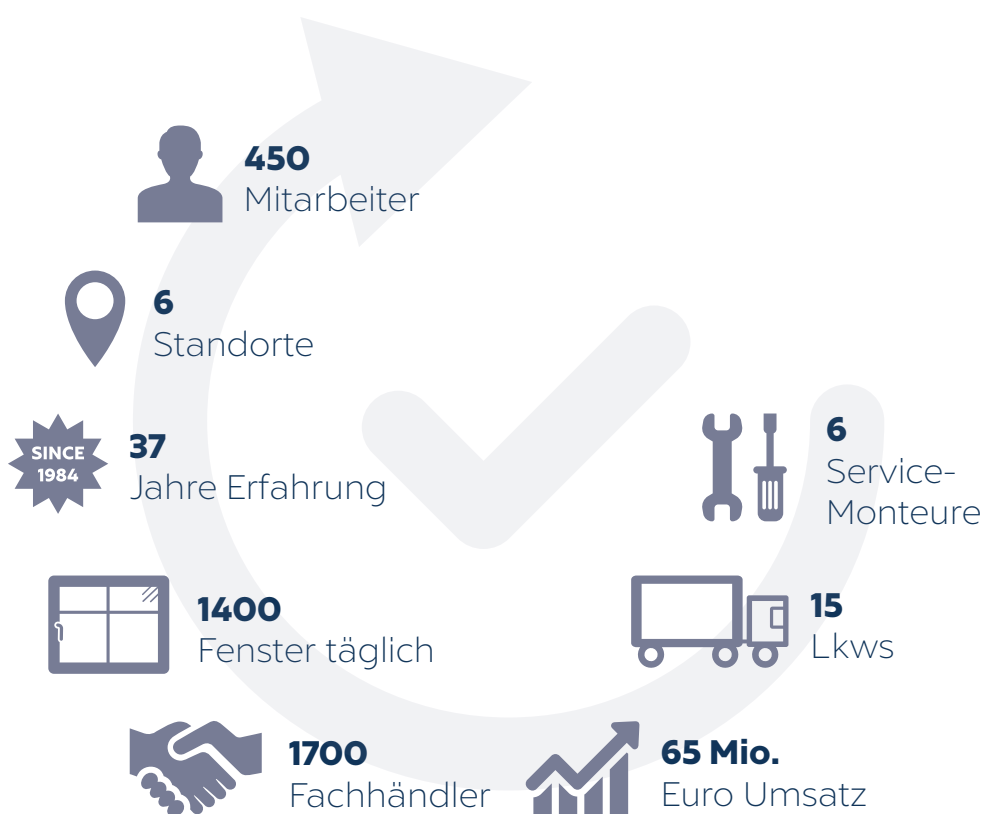 450
Mitarbeiter
6
Standorte
SINCE
1984
37
Jahre Erfahrung
6
Service-
Monteure
1400
Fenster täglich
15
Lkws
1700
Fachhändler
65 Mio.
Euro Umsatz